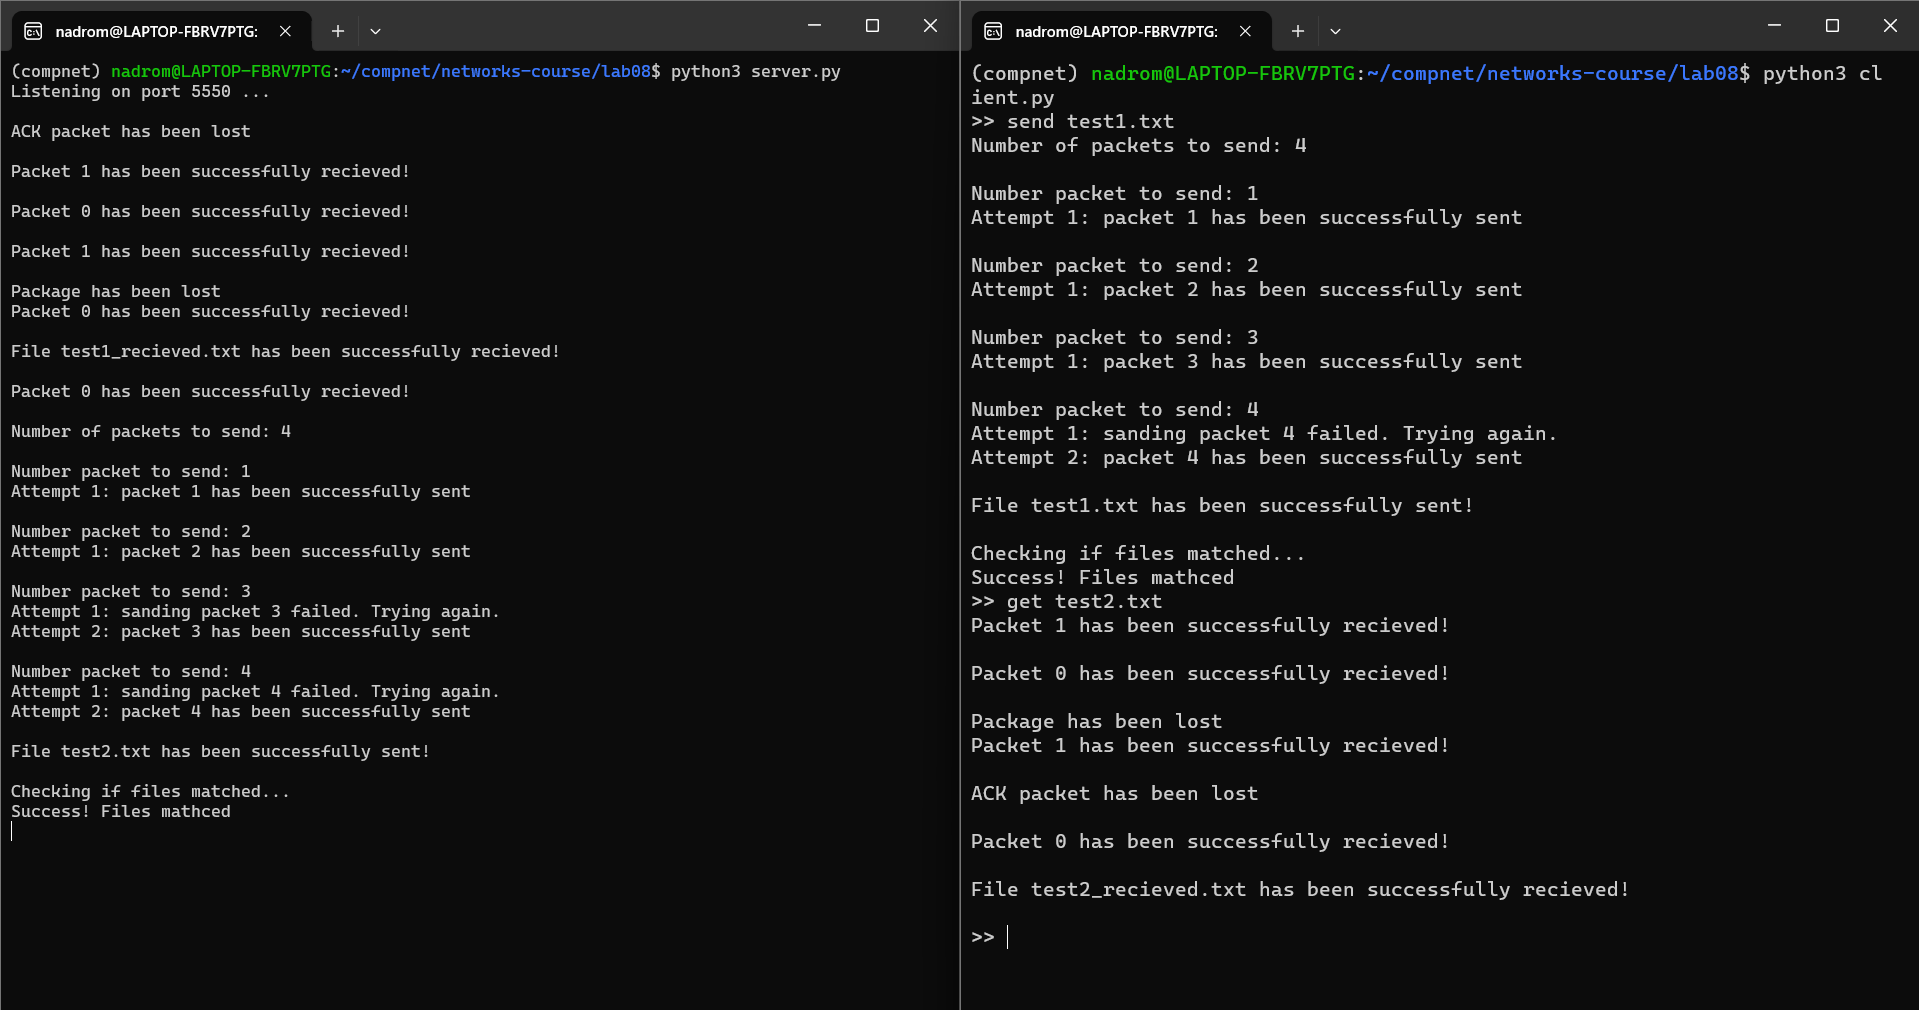 nadrom@LAPTOP-FBRV7PTG:
(compnet) nadrom@LAPTOP-FBRV7PTG:~/compnet/networks-course/lab08$ python3 server.py
Listening on port 5550 ...
ACK packet has been lost
Packet 1 has been successfully recieved!
Packet 0 has been successfully recieved!
Packet 1 has been successfully recieved!
Package has been lost
Packet 0 has been successfully recieved!
File test1_recieved.txt has been successfully recieved!
Packet 0 has been successfully recieved!
Number of packets to send: 4
Number packet to send: 1
Attempt 1: packet 1 has been successfully sent
Number packet to send: 2
Attempt 1: packet 2 has been successfully sent
Number packet to send: 3
Attempt 1: sanding packet 3 failed. Trying again.
Attempt 2: packet 3 has been successfully sent
Number packet to send: 4
Attempt 1: sanding packet 4 failed. Trying again.
Attempt 2: packet 4 has been successfully sent
File test2.txt has been successfully sent!
Checking if files matched...
Success! Files mathced
nadrom@LAPTOP-FBRV7PTG:
(compnet) nadrom@LAPTOP-FBRV7PTG:~/compnet/networks-course/lab08$ python3 cl
ient.py
>> send test1.txt
Number of packets to send: 4
Number packet to send: 1
Attempt 1: packet 1 has been successfully sent
Number packet to send: 2
Attempt 1: packet 2 has been successfully sent
Number packet to send: 3
Attempt 1: packet 3 has been successfully sent
Number packet to send: 4
Attempt 1: sanding packet 4 failed. Trying again.
Attempt 2: packet 4 has been successfully sent
File test1.txt has been successfully sent!
Checking if files matched...
Success! Files mathced
>> get test2.txt
Packet 1 has been successfully recieved!
Packet 0 has been successfully recieved!
Package has been lost
Packet 1 has been successfully recieved!
ACK packet has been lost
Packet 0 has been successfully recieved!
File test2_recieved.txt has been successfully recieved!
>>